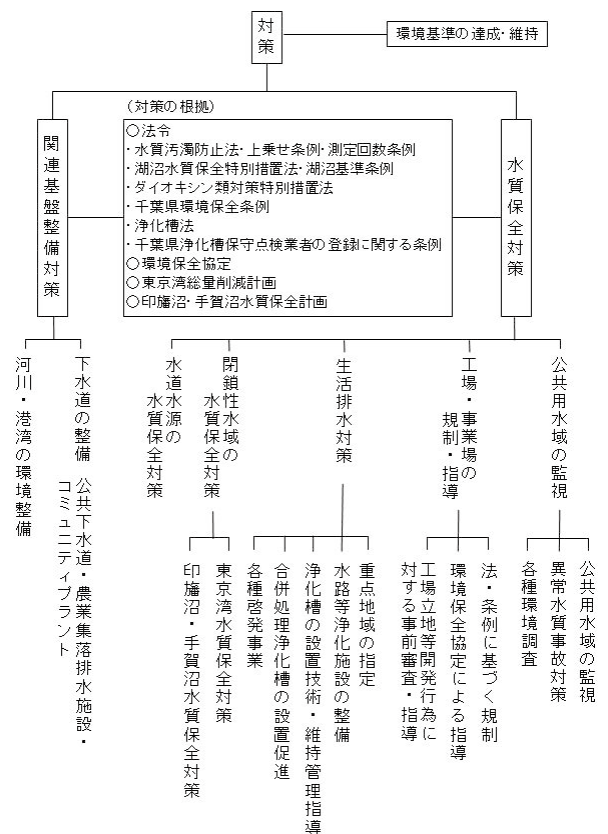 対策
環境基準の達成・維持
(対策の根拠)
○法令
・水質汚濁防止法・上乗せ条例・測定回数条例
・湖沼水質保全特別措置法・湖沼基準条例
・ダイオキシン類対策特別措置法
・千葉県環境保全条例
・浄化槽法
・千葉県浄化槽保守点検業者の登録に関する条例
○環境保全協定
○東京湾総量削減計画
○印旛沼・手賀沼水質保全計画
関連基盤整備対策
水質保全対策
公共用水域の監視
公共用水域の監視
異常水質事故対策
各種環境調査
工場・事業場の
規制・指導
法・条例に基づく規制
環境保全協定による指導
工場立地等開発行為に
対する事前審査・指導
生活排水対策
重点地域の指定
水路等浄化施設の整備
浄化槽の設置技術・維持管理指導
合併処理浄化槽の設置促進
各種啓発事業
閉鎖性水域の
水質保全対策
東京湾水質保全対策
印旛沼・手賀沼水質保全対策
水道水源の
水質保全対策
下水道の整備
公共下水道・農業集落排水施設・
コミュニティプラント
河川・港湾の環境整備